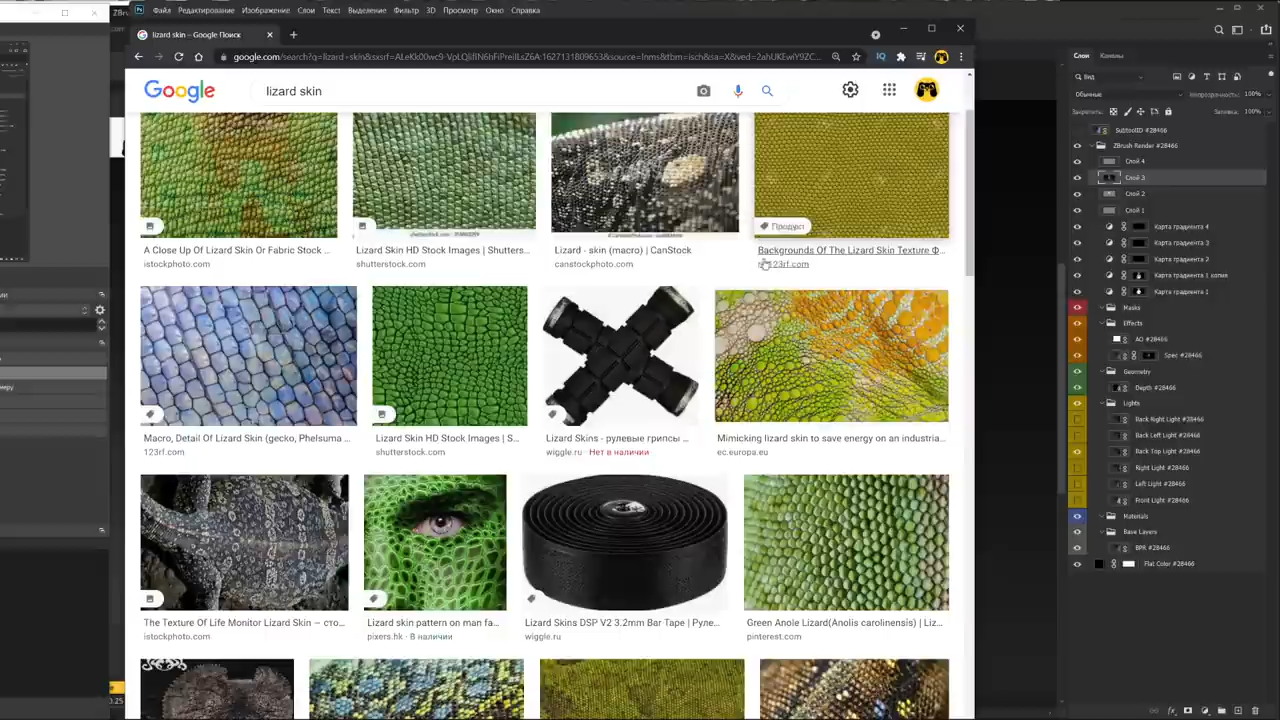 Файл Редактирование Изображение Слои Текст Выделение Фильтр 3D Просмотр Окно Справка
lizard skin – Google Поиск
Google
lizard skin
Слои Каналы
Вид
Обычные Непрозрачность: 100%
Закрепить: Заливка: 100%
SubtoolID #28466
ZBrush Render #28466
Слой 4
Слой 3
Слой 2
Слой 1
Карта градиента 4
Карта градиента 3
Карта градиента 2
Карта градиента 1 копия
Карта градиента 1
Masks
Effects
AO #28466
Spec #28466
Geometry
Depth #28466
Lights
Back Right Light #28466
Back Left Light #28466
Back Top Light #28466
Right Light #28466
Left Light #28466
Front Light #28466
Materials
Base Layers
BPR #28466
Flat Color #28466
Продукт
A Close Up Of Lizard Skin Or Fabric Stock ...
istockphoto.com
Lizard Skin HD Stock Images | Shutters...
shutterstock.com
Lizard - skin (macro) | CanStock
canstockphoto.com
Backgrounds Of The Lizard Skin Texture Ф...
123rf.com
Macro, Detail Of Lizard Skin (gecko, Phelsuma ...
123rf.com
Lizard Skin HD Stock Images | S...
shutterstock.com
Lizard Skins - рулевые грипсы ...
wiggle.ru · Нет в наличии
Mimicking lizard skin to save energy on an industria...
ec.europa.eu
The Texture Of Life Monitor Lizard Skin — сто...
istockphoto.com
Lizard skin pattern on man fa...
pixers.hk · В наличии
Lizard Skins DSP V2 3.2mm Bar Tape | Руле...
wiggle.ru
Green Anole Lizard(Anolis carolinensis) | Liz...
pinterest.com
0.25